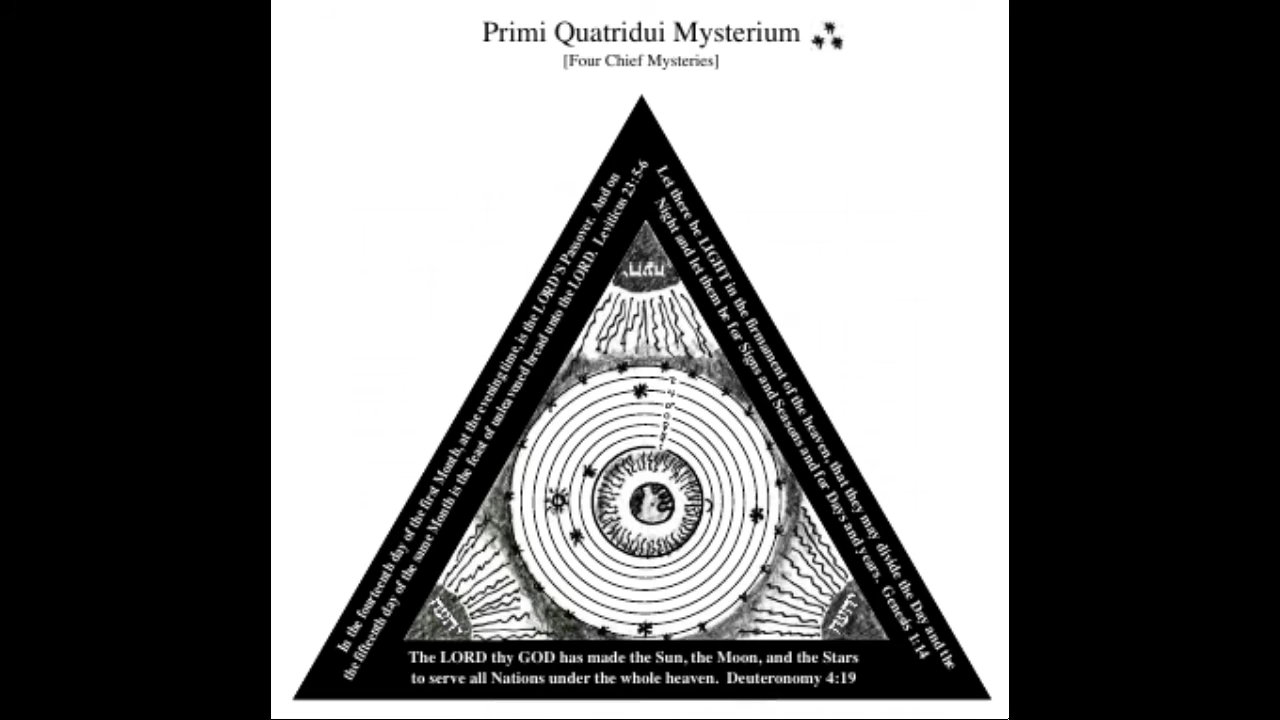 Primi Quatridui Mysterium
[Four Chief Mysteries]
In the fourteenth day of the first Month, at the evening time, is the LORD'S Passover. And on
the fifteenth day of the same Month is the feast of unleavened bread unto the LORD. Leviticus 23:5-6
Let there be LIGHT in the firmament of the heaven, that they may divide the Day and the
Night and let them be for Signs and Seasons and for Days and years. Genesis 1:14
The LORD thy GOD has made the Sun, the Moon, and the Stars
to serve all Nations under the whole heaven. Deuteronomy 4:19